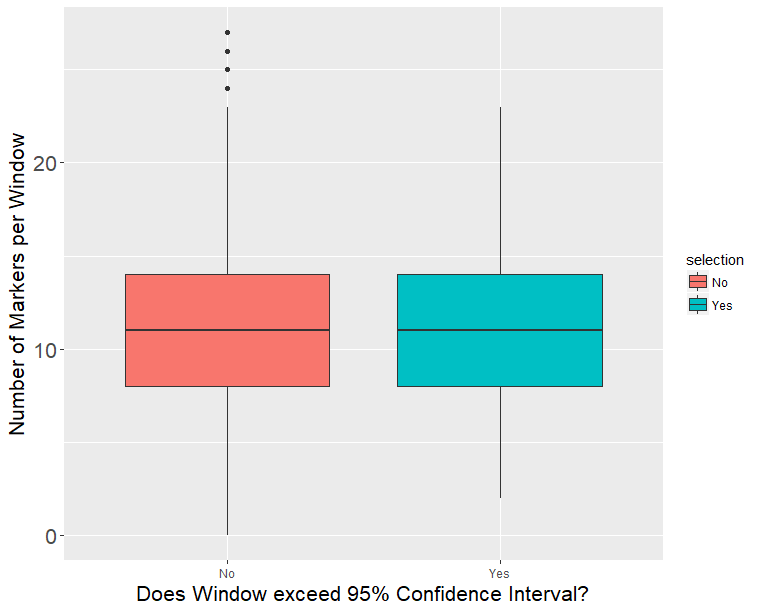 Number of Markers per Window
20
10
0
No
Yes
Does Window exceed 95% Confidence Interval?
selection
No
Yes